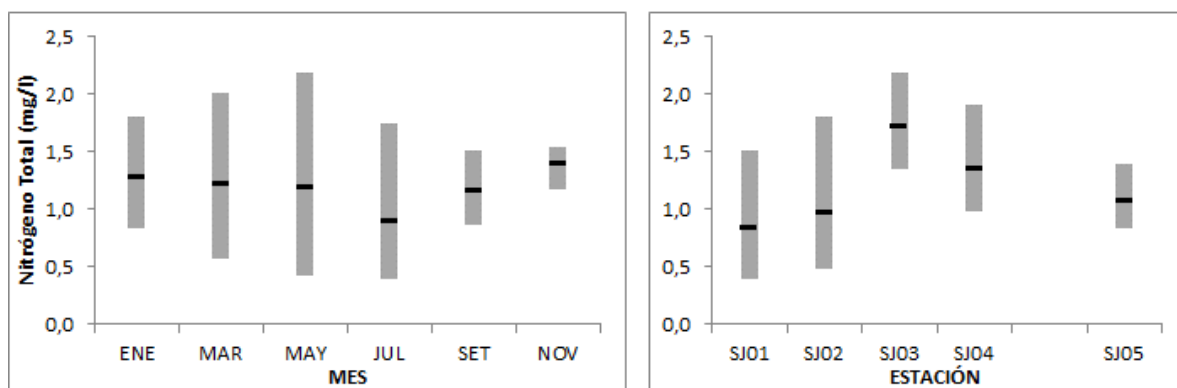 Nitrógeno Total (mg/l)
2,5
2,0
1,5
1,0
0,5
0,0
ENE MAR MAY JUL SET NOV
MES
2,5
2,0
1,5
1,0
0,5
0,0
SJ01 SJ02 SJ03 SJ04 SJ05
ESTACIÓN